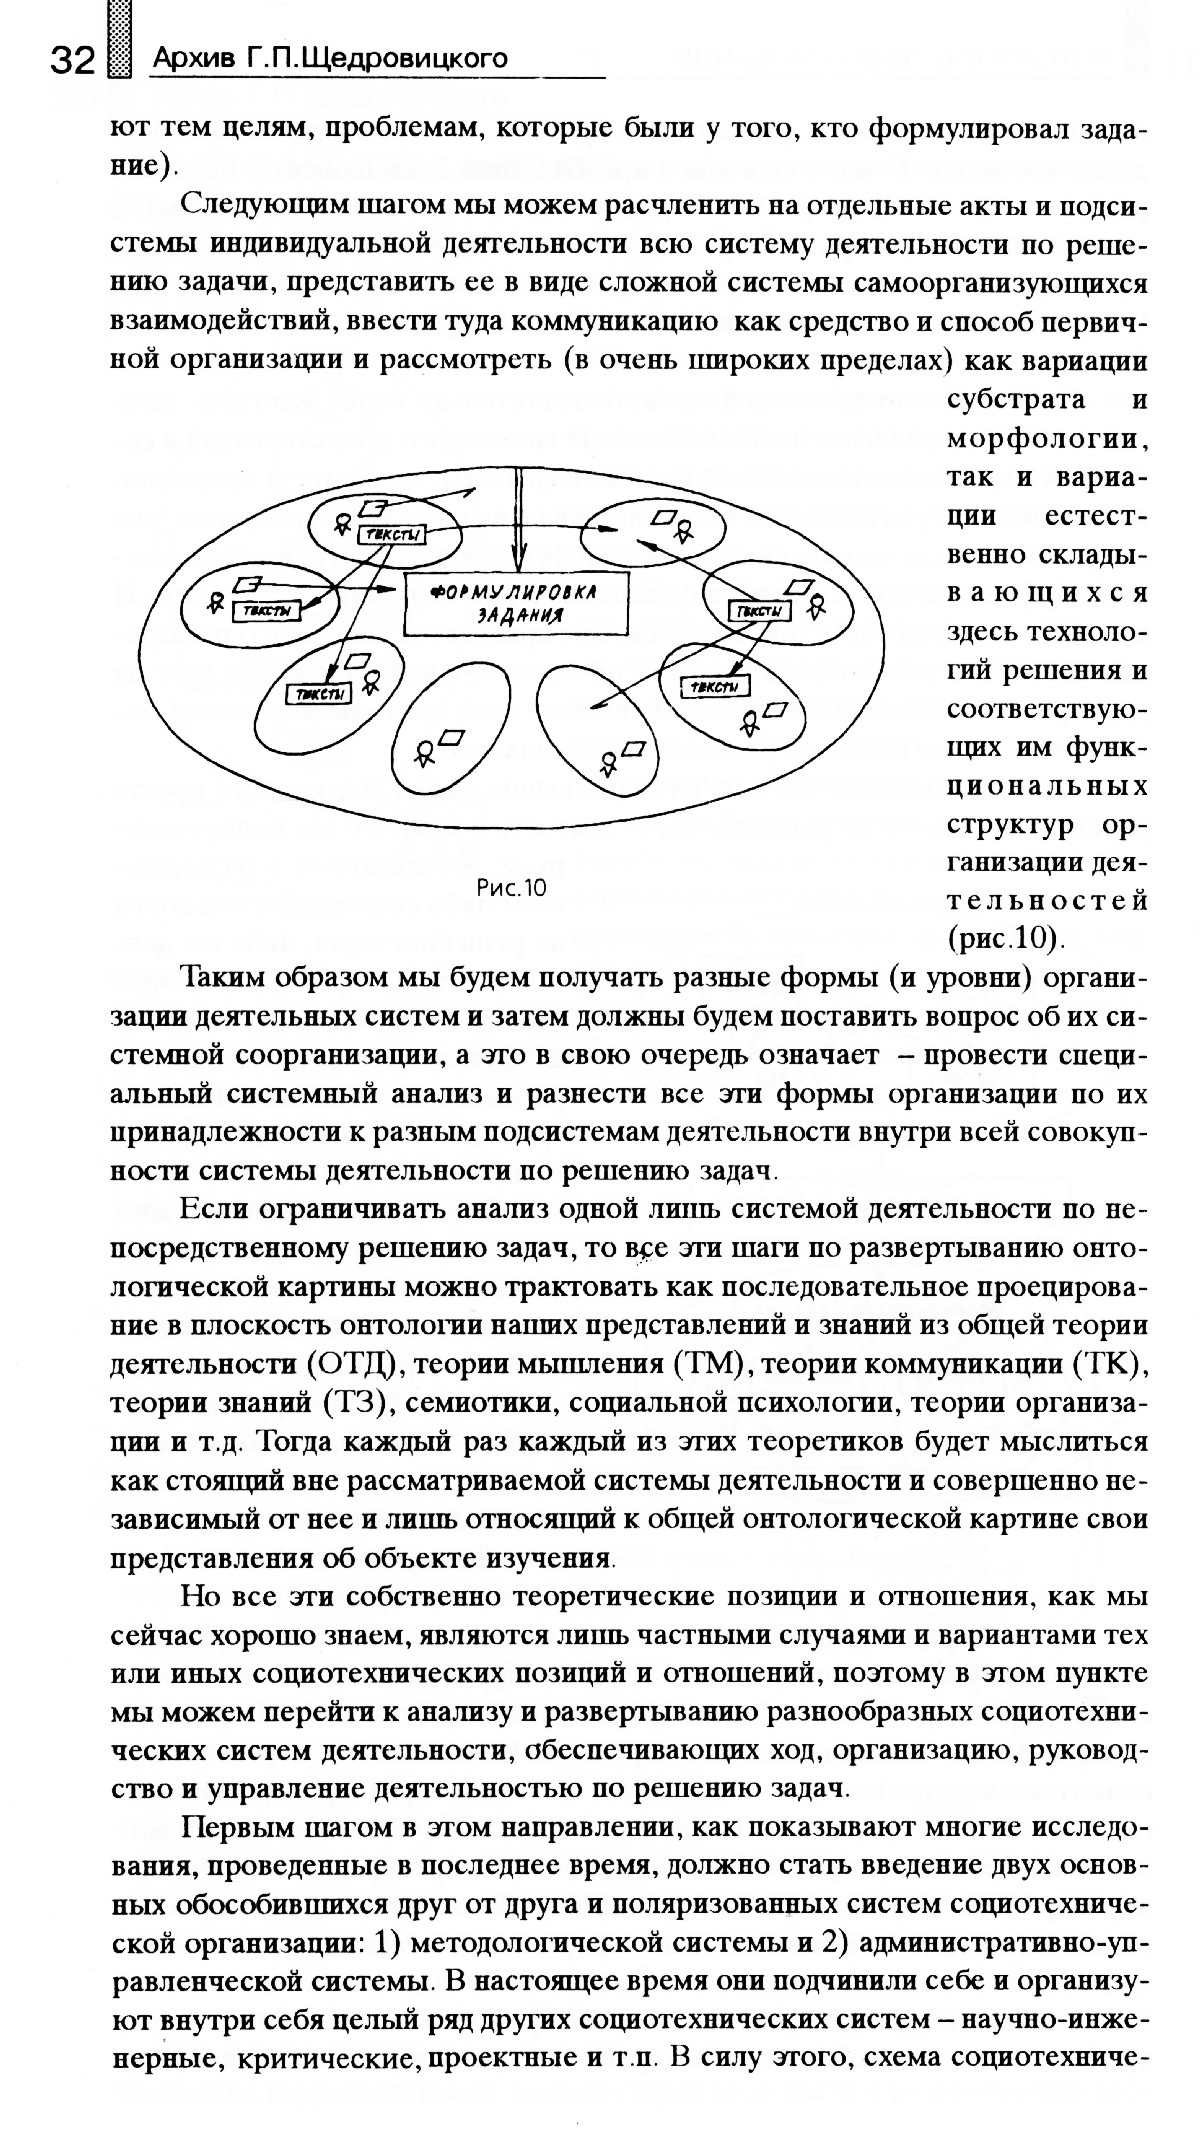 32 Архив Г.П.Щедровицкого
ют тем целям, проблемам, которые были у того, кто формулировал зада-
ние).
Следующим шагом мы можем расчленить на отдельные акты и подси-
стемы индивидуальной деятельности всю систему деятельности по реше-
нию задачи, представить ее в виде сложной системы самоорганизующихся
взаимодействий, ввести туда коммуникацию как средство и способ первич-
ной организации и рассмотреть (в очень широких пределах) как вариации
субстрата и
морфологии,
так и вариа-
ции естест-
венно склады-
вающихся
здесь техноло-
гий решения и
соответствую-
щих им функ-
циональных
структур ор-
ганизации дея-
тельностей
(рис.10).
тексты
тексты
ФОРМУЛИРОВКА
ЗАДАНИЯ
тексты
тексты
тексты
Рис.10
Таким образом мы будем получать разные формы (и уровни) органи-
зации деятельных систем и затем должны будем поставить вопрос об их си-
стемной соорганизации, а это в свою очередь означает – провести специ-
альный системный анализ и разнести все эти формы организации по их
принадлежности к разным подсистемам деятельности внутри всей совокуп-
ности системы деятельности по решению задач.
Если ограничивать анализ одной лишь системой деятельности по не-
посредственному решению задач, то все эти шаги по развертыванию онто-
логической картины можно трактовать как последовательное проецирова-
ние в плоскость онтологии наших представлений и знаний из общей теории
деятельности (ОТД), теории мышления (ТМ), теории коммуникации (ТК),
теории знаний (ТЗ), семиотики, социальной психологии, теории организа-
ции и т.д. Тогда каждый раз каждый из этих теоретиков будет мыслиться
как стоящий вне рассматриваемой системы деятельности и совершенно не-
зависимый от нее и лишь относящий к общей онтологической картине свои
представления об объекте изучения.
Но все эти собственно теоретические позиции и отношения, как мы
сейчас хорошо знаем, являются лишь частными случаями и вариантами тех
или иных социотехнических позиций и отношений, поэтому в этом пункте
мы можем перейти к анализу и развертыванию разнообразных социотехни-
ческих систем деятельности, обеспечивающих ход, организацию, руковод-
ство и управление деятельностью по решению задач.
Первым шагом в этом направлении, как показывают многие исследо-
вания, проведенные в последнее время, должно стать введение двух основ-
ных обособившихся друг от друга и поляризованных систем социотехниче-
ской организации: 1) методологической системы и 2) административно-уп-
равленческой системы. В настоящее время они подчинили себе и организу-
ют внутри себя целый ряд других социотехнических систем – научно-инже-
нерные, критические, проектные и т.п. В силу этого, схема социотехниче-